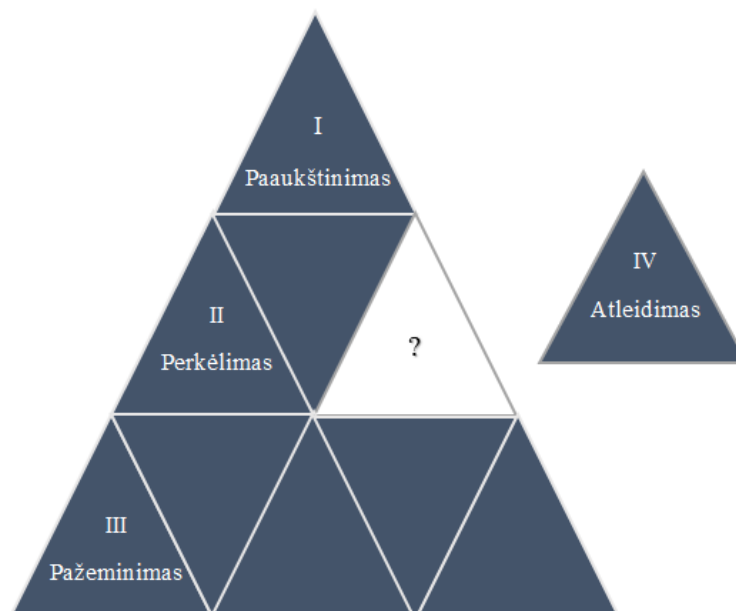 I
Paaukštinimas
II
Perkėlimas
?
IV
Atleidimas
III
Pažeminimas